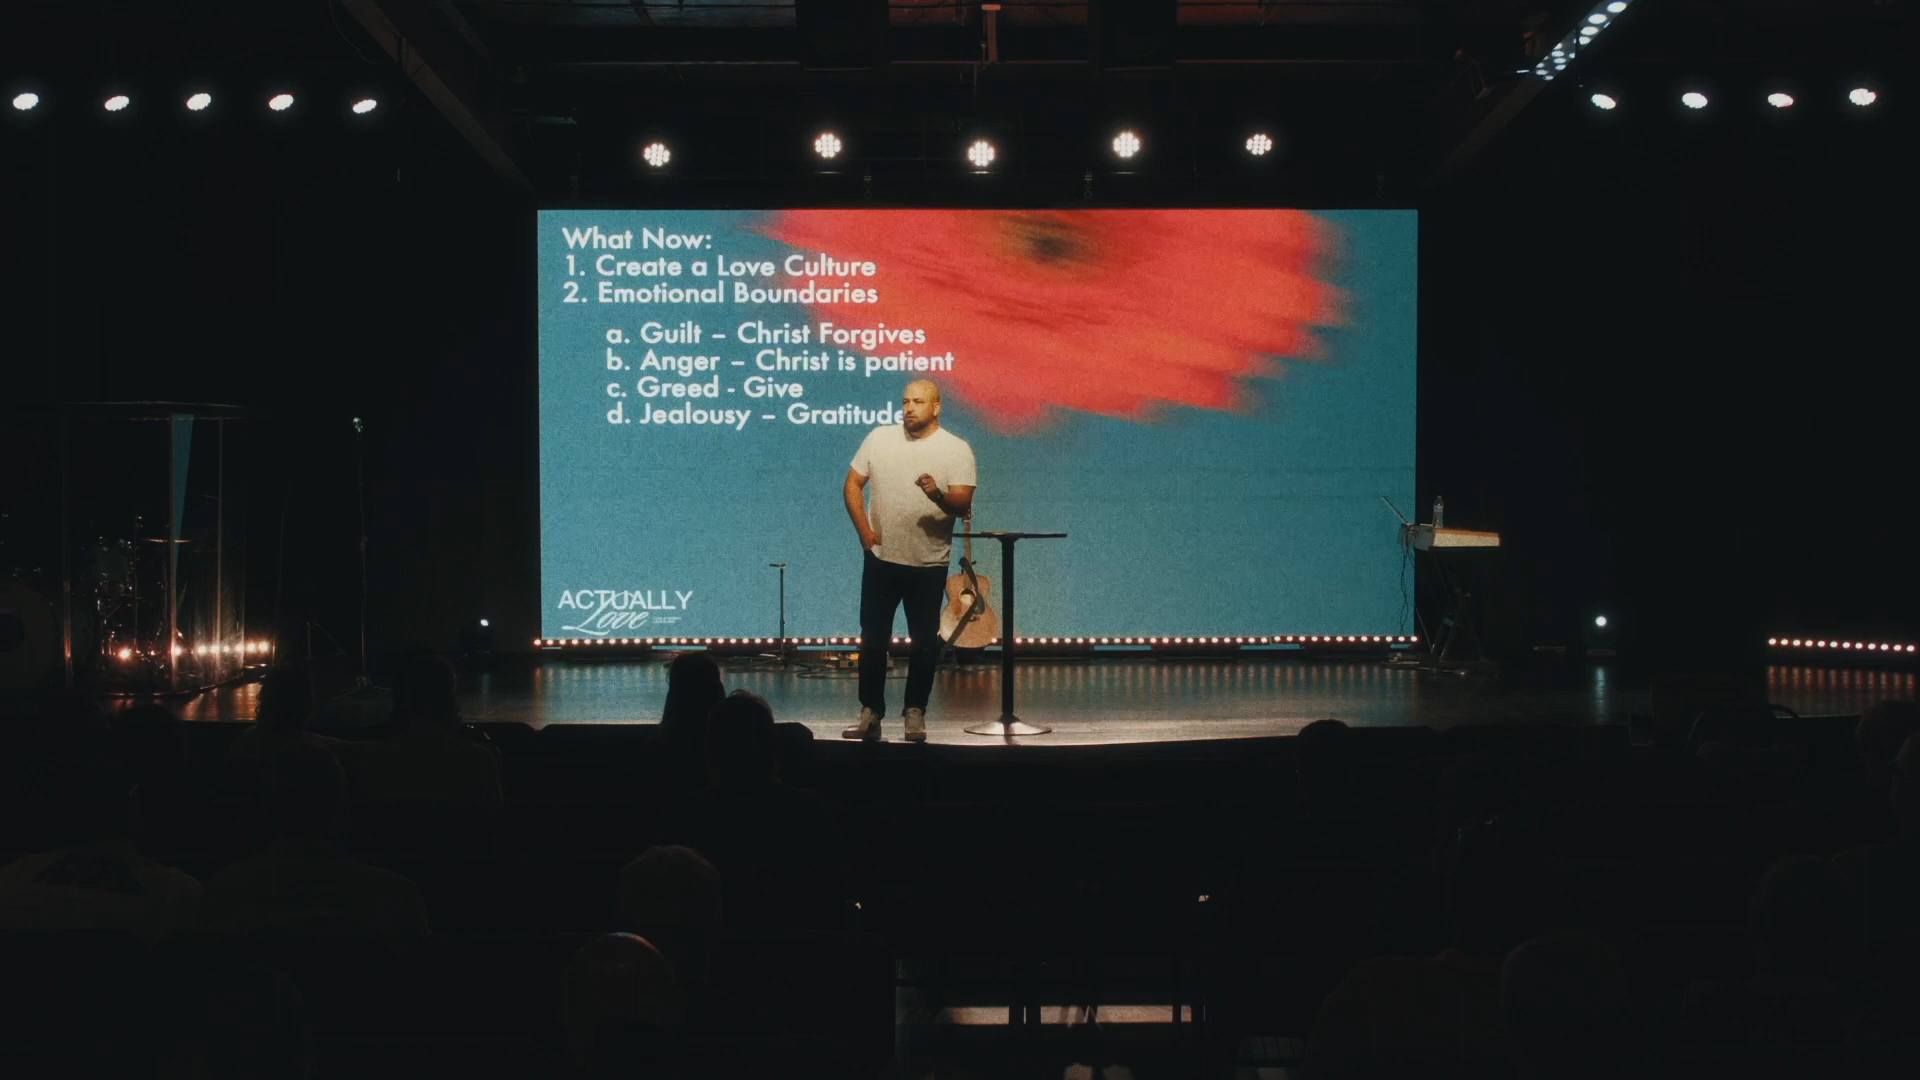 What Now:
1. Create a Love Culture
2. Emotional Boundaries
a. Guilt – Christ Forgives
b. Anger – Christ is patient
c. Greed - Give
d. Jealousy – Gratitude
ACTUALLY
Love